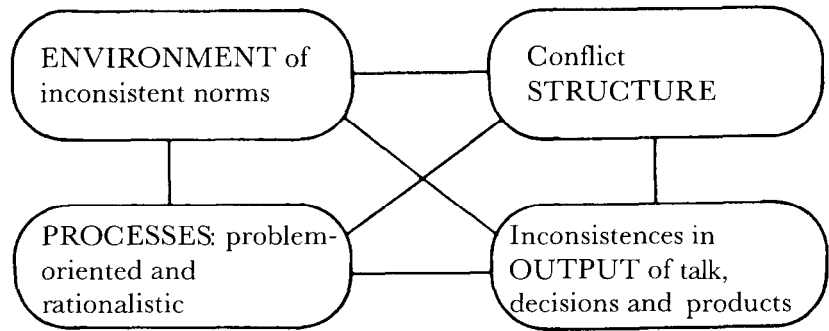 ENVIRONMENT of
inconsistent norms
Conflict
STRUCTURE
PROCESSES: problem-
oriented and
rationalistic
Inconsistences in
OUTPUT of talk,
decisions and products